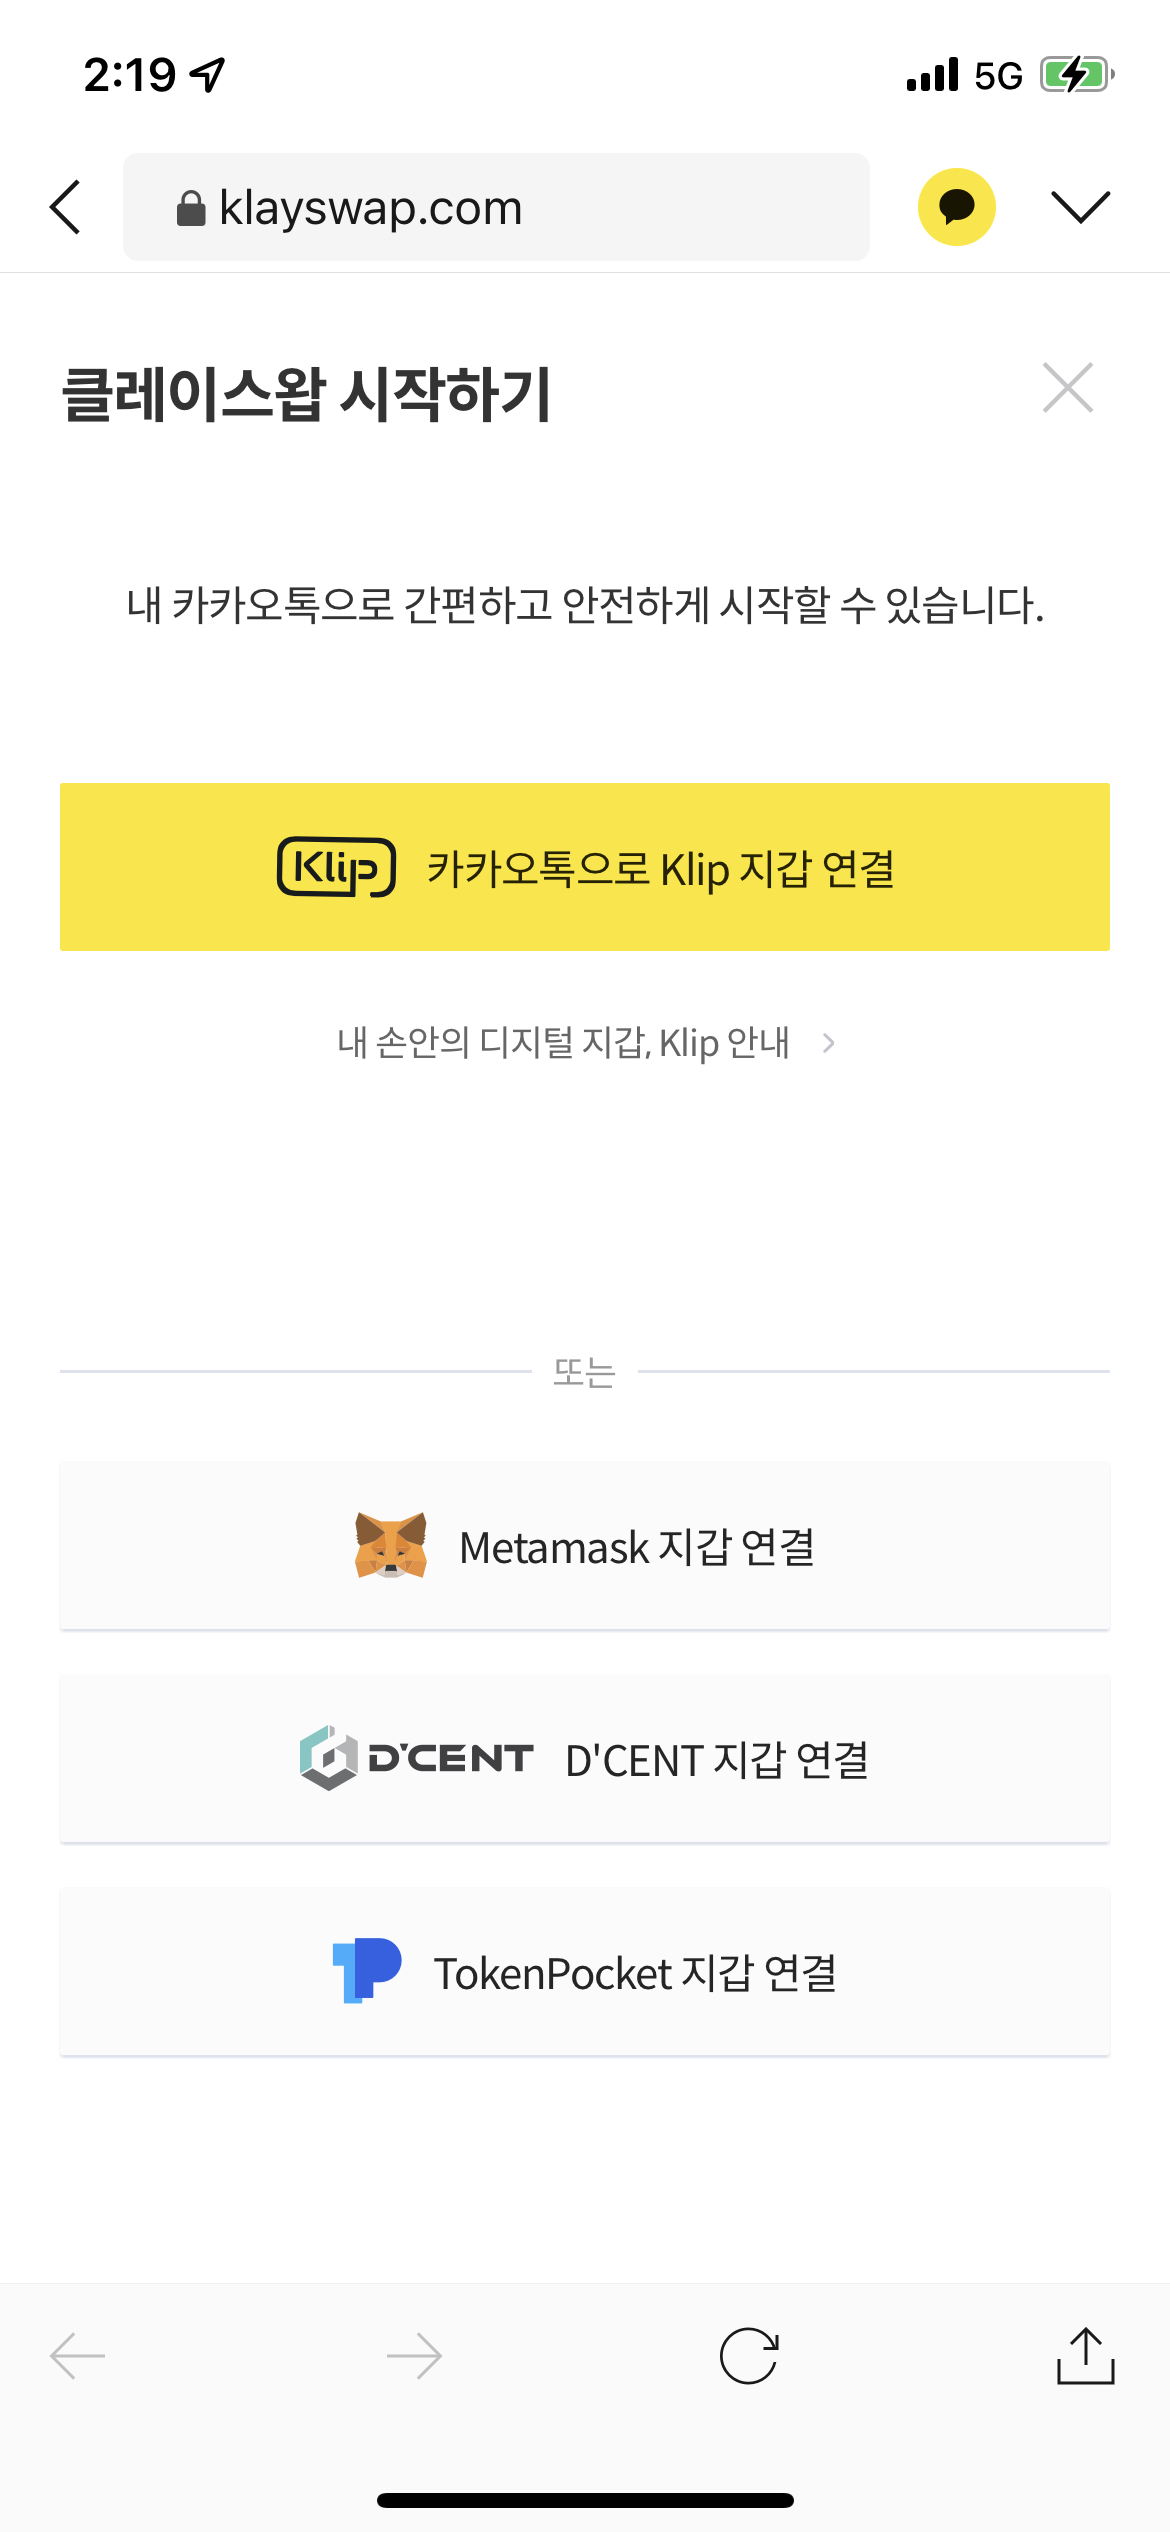 2:19
5G
klayswap.com
클레이스왑 시작하기
내 카카오톡으로 간편하고 안전하게 시작할 수 있습니다.
Klip 카카오톡으로 Klip 지갑 연결
내 손안의 디지털 지갑, Klip 안내
또는
Metamask 지갑 연결
D'CENT D'CENT 지갑 연결
TokenPocket 지갑 연결